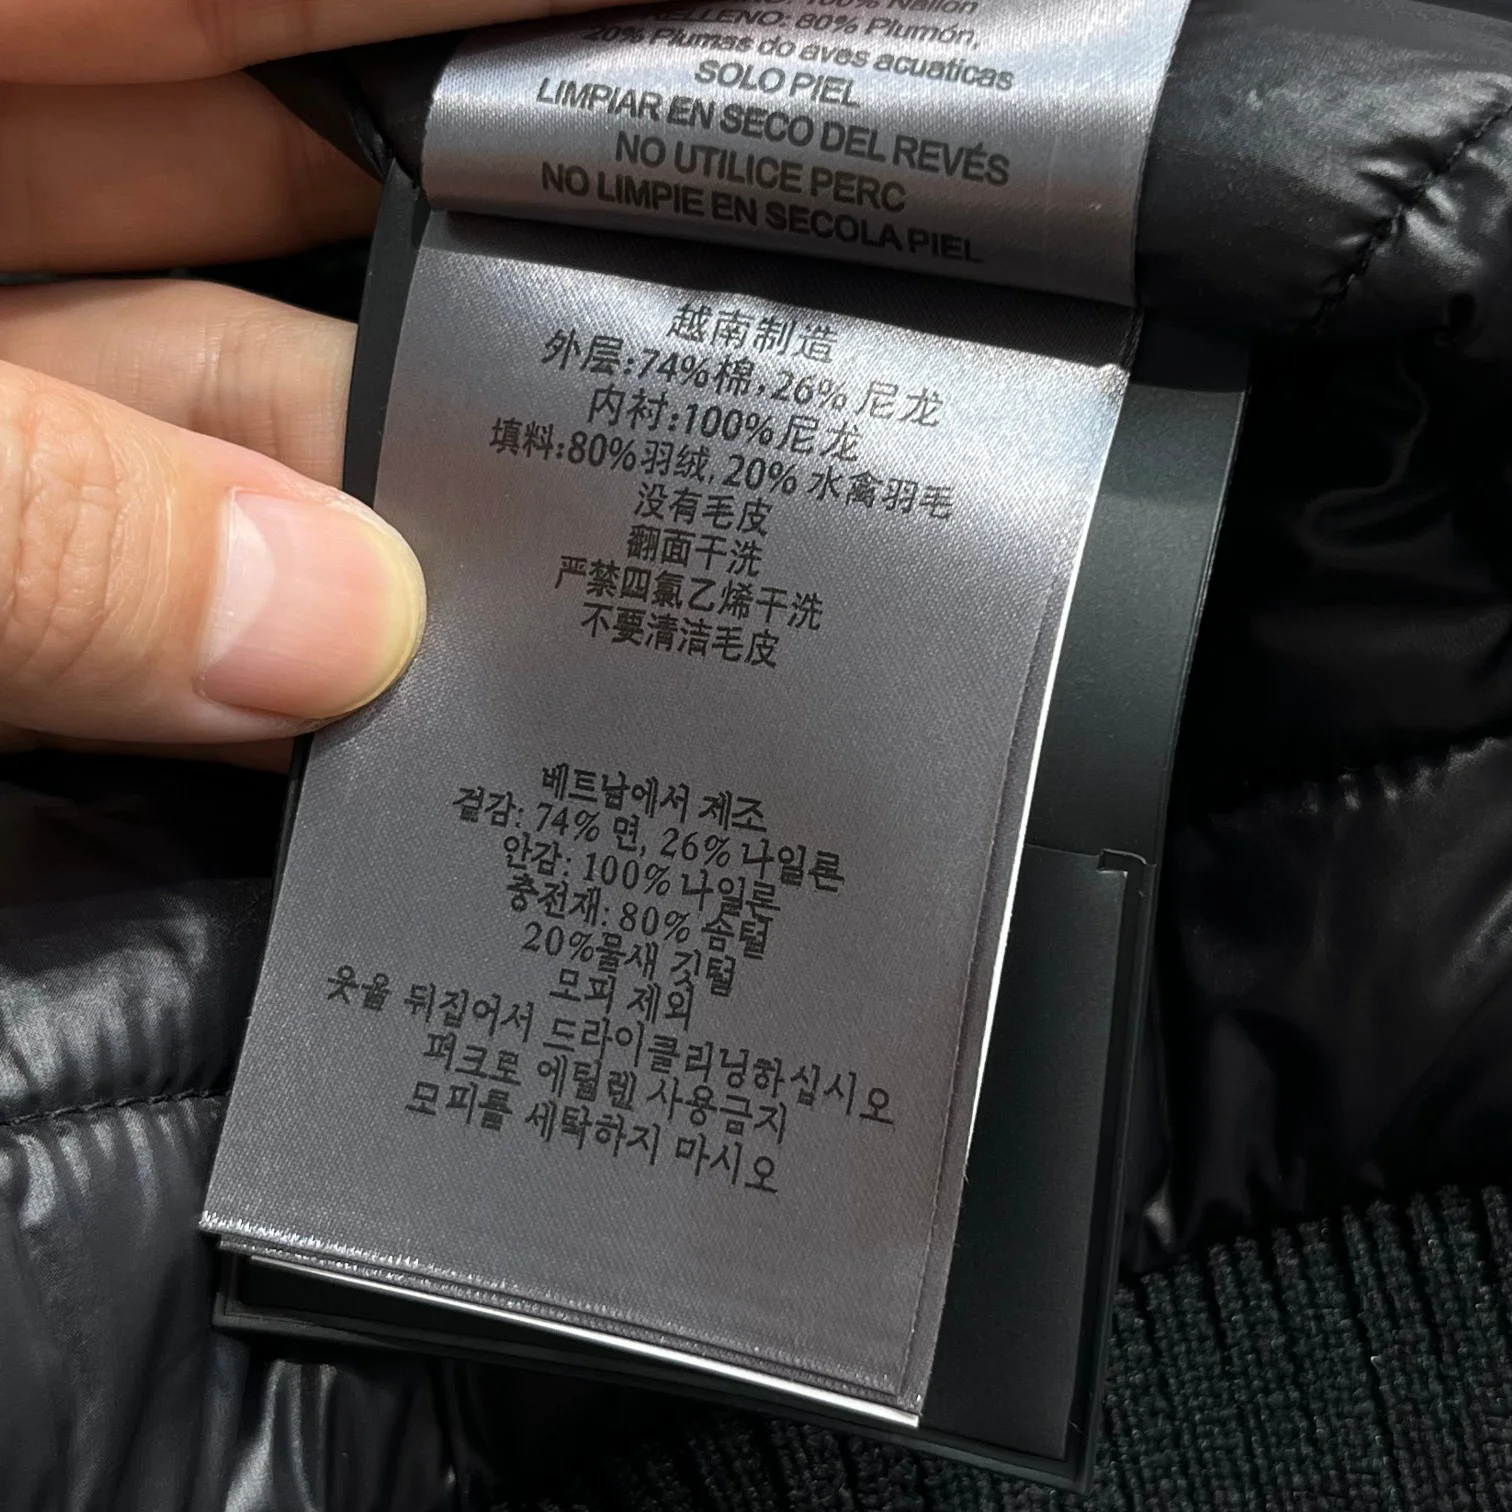 100% Nailon
RELLENO: 80% Plumón,
20% Plumas do aves acuaticas
SOLO PIEL
LIMPIAR EN SECO DEL REVÉS
NO UTILICE PERC
NO LIMPIE EN SECOLA PIEL
越南制造
外层:74%棉,26% 尼龙
内衬:100%尼龙
填料:80%羽绒,20% 水禽羽毛
没有毛皮
翻面干洗
严禁四氯乙烯干洗
不要清洁毛皮
베트남에서 제조
겉감: 74% 면, 26% 나일론
안감: 100% 나일론
충전재: 80% 솜털
20%물새 깃털
모피 제외
옷을 뒤집어서 드라이클리닝하십시오
퍼크로 에틸렌 사용금지
모피를 세탁하지 마시오